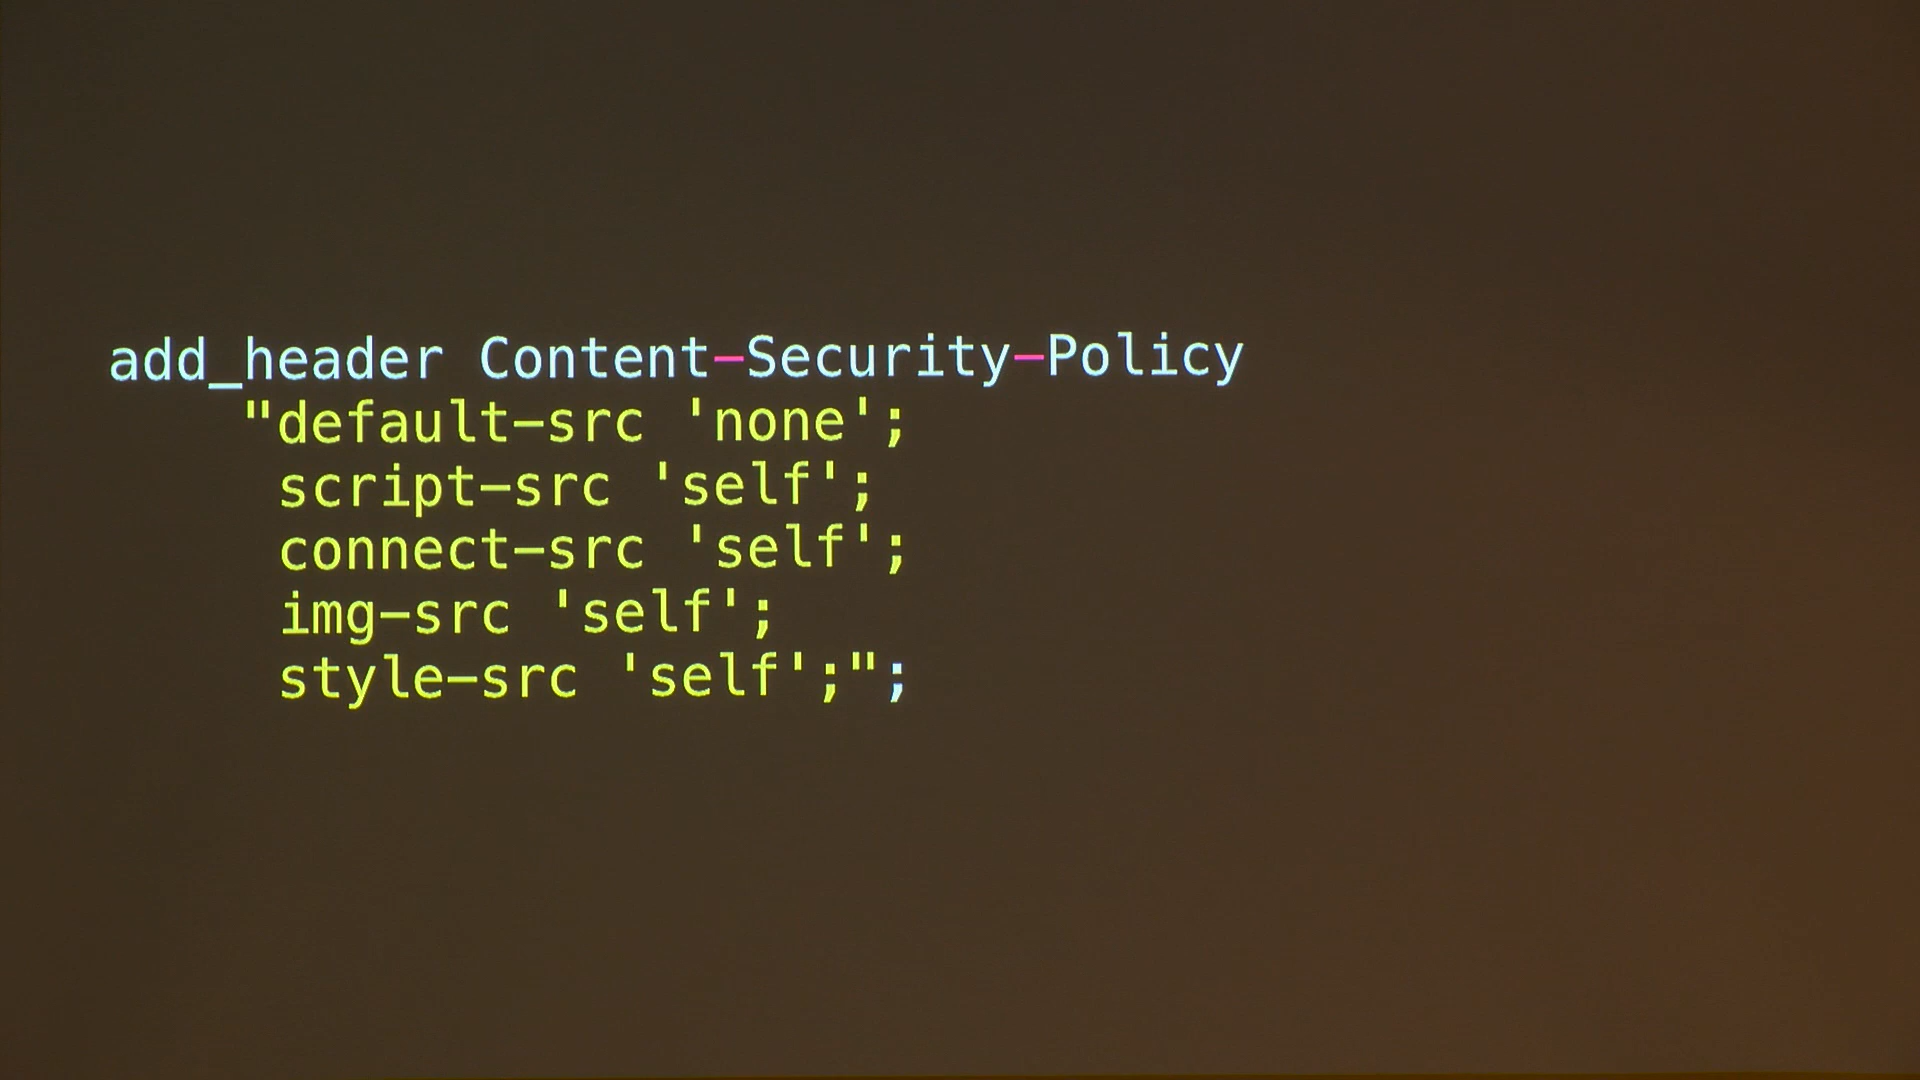 add_header Content-Security-Policy
"default-src 'none';
script-src 'self';
connect-src 'self';
img-src 'self';
style-src 'self';";